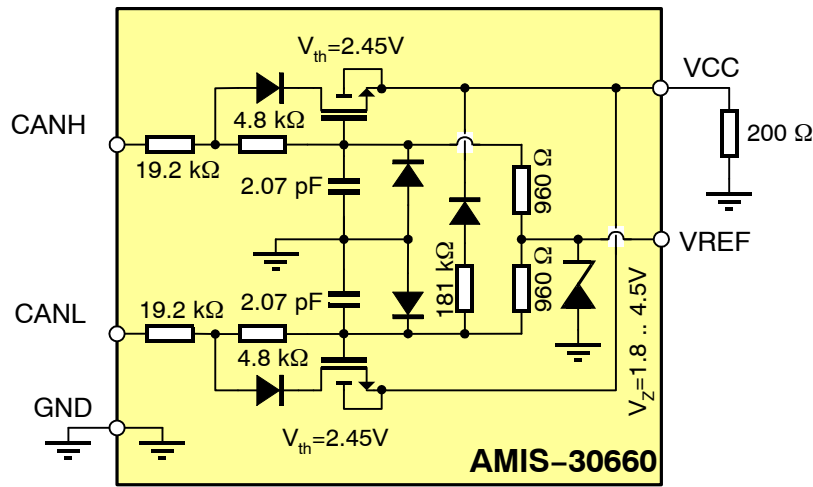 Vth=2.45V
VCC
CANH
4.8 kΩ
200 Ω
19.2 kΩ
2.07 pF
960 Ω
VREF
181 kΩ
960 Ω
19.2 kΩ
2.07 pF
CANL
4.8 kΩ
VZ=1.8 .. 4.5V
GND
Vth=2.45V
AMIS−30660